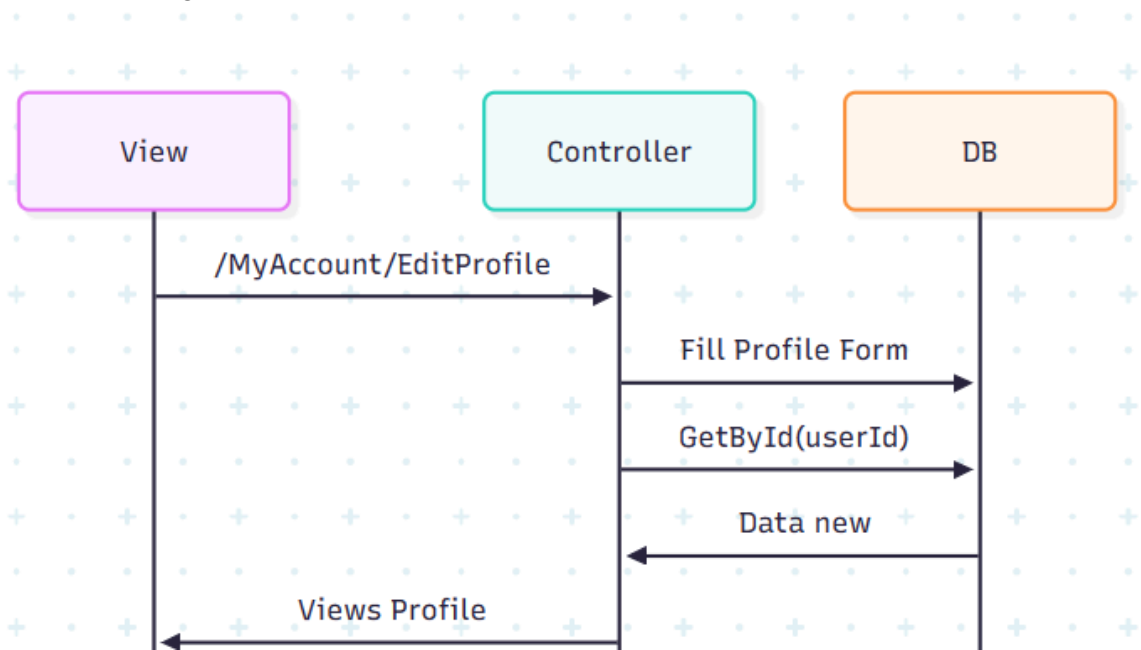 View
Controller
DB
/MyAccount/EditProfile
Fill Profile Form
GetById(userId)
Data new
Views Profile